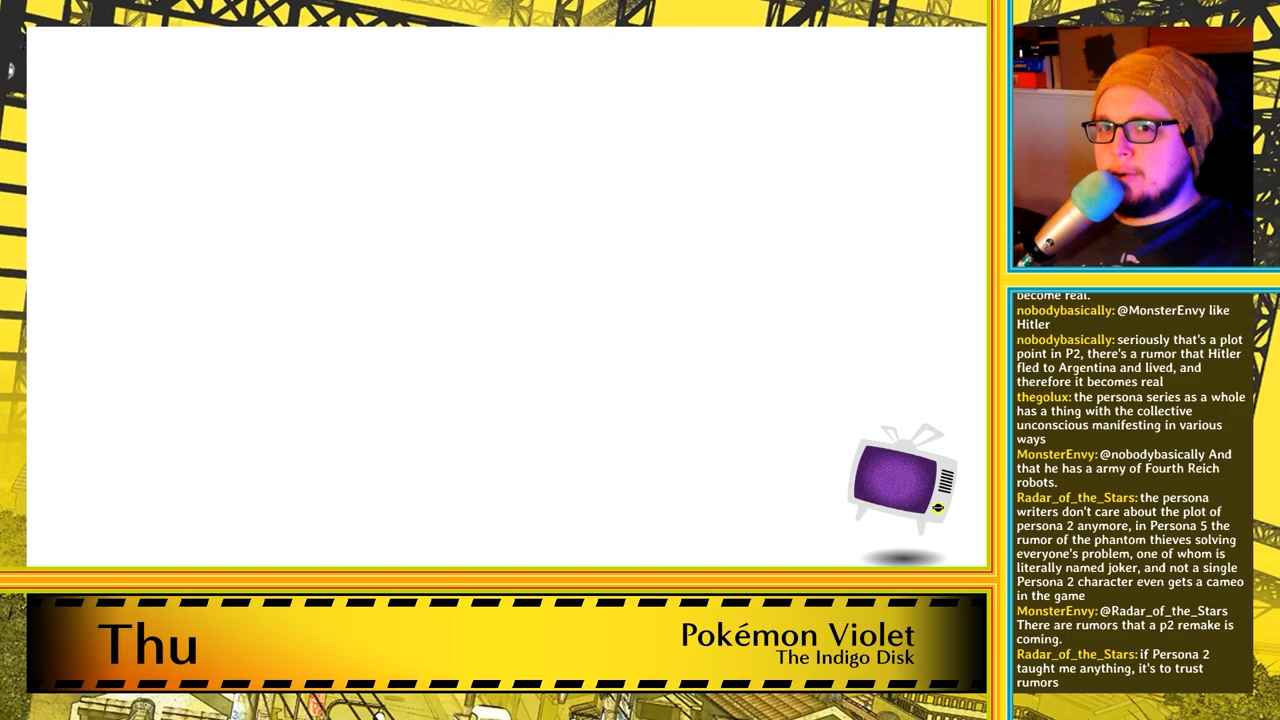 become real.
nobodybasically: @MonsterEnvy like
Hitler
nobodybasically: seriously that's a plot
point in P2, there's a rumor that Hitler
fled to Argentina and lived, and
therefore it becomes real
thegolux: the persona series as a whole
has a thing with the collective
unconscious manifesting in various
ways
MonsterEnvy: @nobodybasically And
that he has a army of Fourth Reich
robots.
Radar_of_the_Stars: the persona
writers don't care about the plot of
persona 2 anymore, in Persona 5 the
rumor of the phantom thieves solving
everyone's problem, one of whom is
literally named joker, and not a single
Persona 2 character even gets a cameo
in the game
MonsterEnvy: @Radar_of_the_Stars
There are rumors that a p2 remake is
coming.
Radar_of_the_Stars: if Persona 2
taught me anything, it's to trust
rumors
Thu
Pokémon Violet
The Indigo Disk